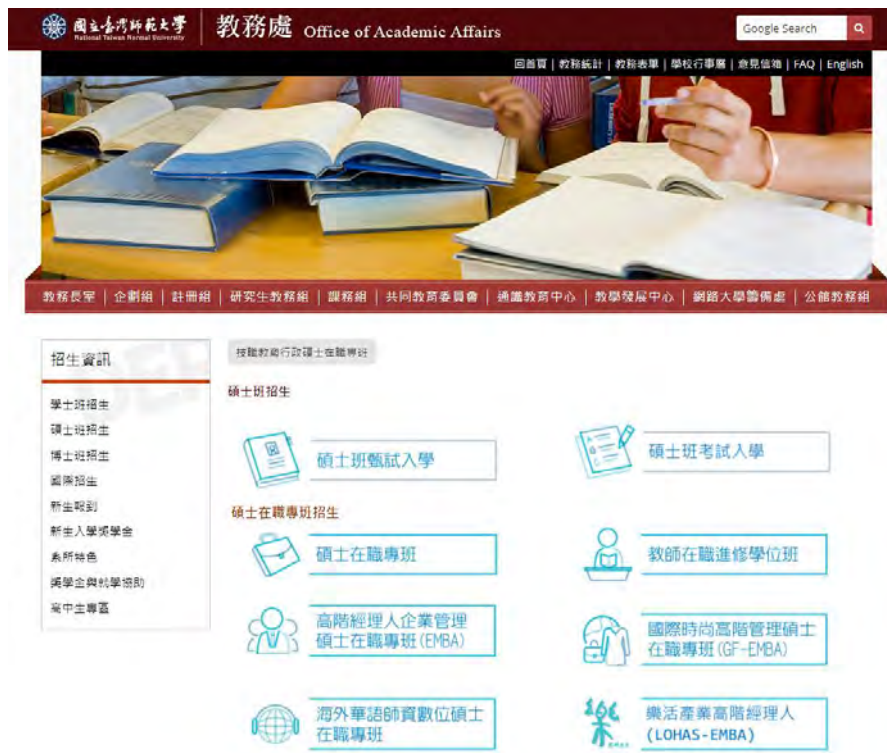 國立臺灣師範大學
National Taiwan Normal University
教務處 Office of Academic Affairs
Google Search
回首頁 | 教務統計 | 教務表單 | 學校行事曆 | 意見信箱 | FAQ | English
教務長室 | 企劃組 | 註冊組 | 研究生教務組 | 課務組 | 共同教育委員會 | 通識教育中心 | 教學發展中心 | 網路大學籌備處 | 公館教務組
招生資訊
學士班招生
碩士班招生
博士班招生
國際招生
新生報到
新生入學獎學金
系所特色
獎學金與就學協助
高中生專區
技職教育行政碩士在職專班
碩士班招生
碩士班甄試入學
碩士班考試入學
碩士在職專班招生
碩士在職專班
教師在職進修學位班
高階經理人企業管理
碩士在職專班(EMBA)
國際時尚高階管理碩士
在職專班(GF-EMBA)
海外華語師資數位碩士
在職專班
樂活產業高階經理人
(LOHAS-EMBA)